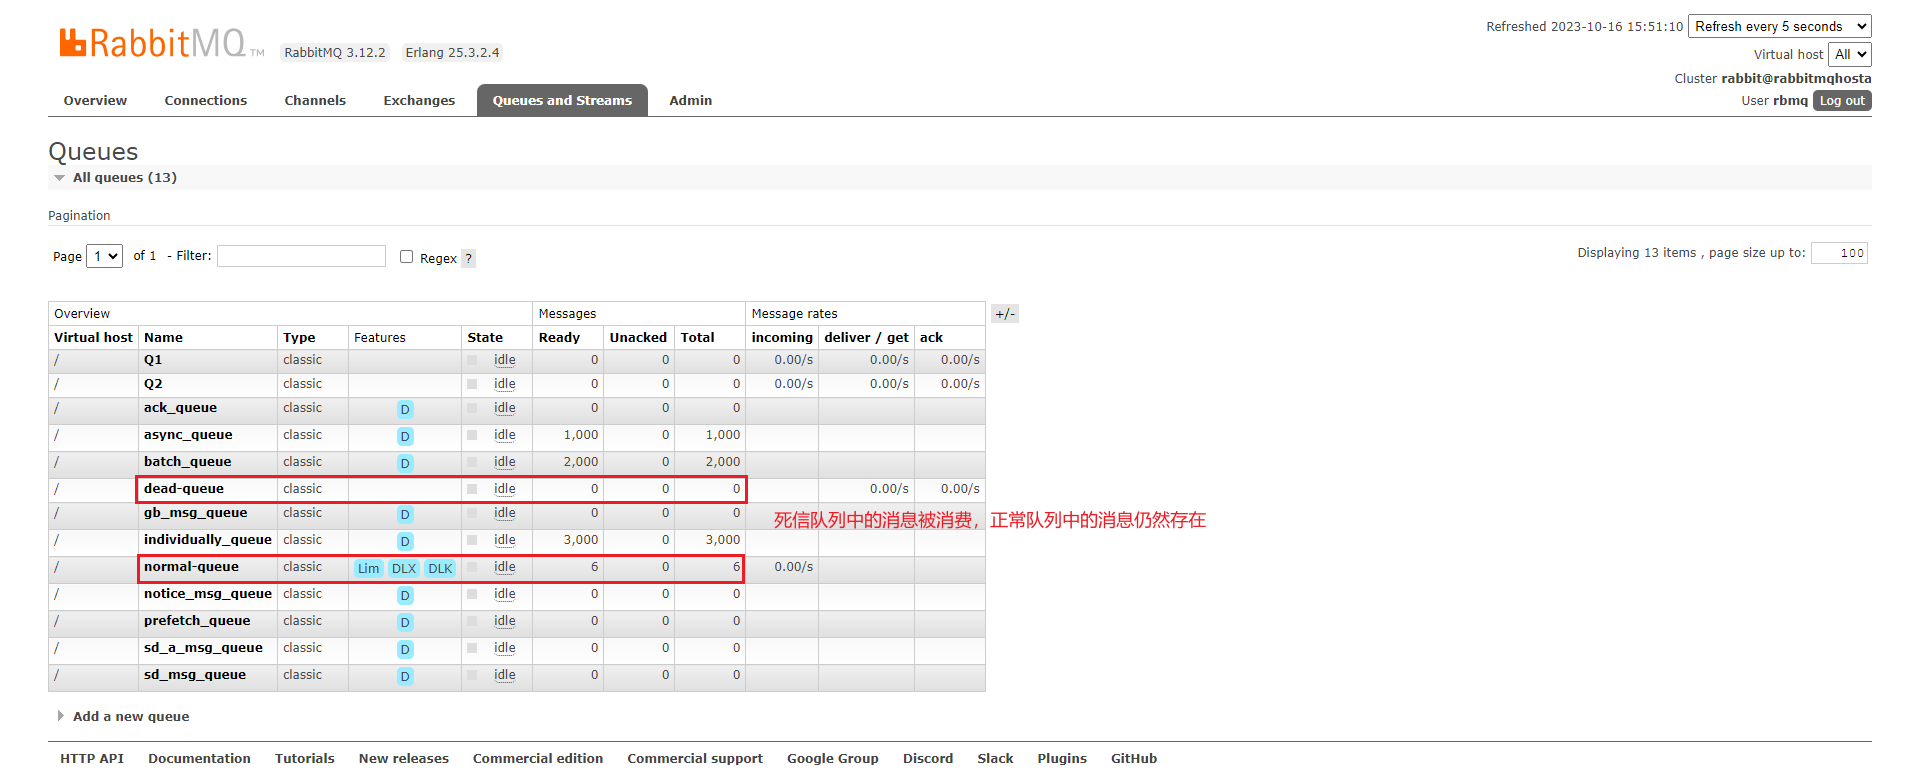 RabbitMQ TM RabbitMQ 3.12.2 Erlang 25.3.2.4
Refreshed 2023-10-16 15:51:10 Refresh every 5 seconds
Virtual host All
Cluster rabbit@rabbitmqhosta
User rbmq Log out
Overview Connections Channels Exchanges Queues and Streams Admin
Queues
All queues (13)
Pagination
Page 1 of 1 - Filter: Regex ? Displaying 13 items , page size up to: 100
Overview Messages Message rates +/-
Virtual host Name Type Features State Ready Unacked Total incoming deliver / get ack
/ Q1 classic idle 0 0 0 0.00/s 0.00/s 0.00/s
/ Q2 classic idle 0 0 0 0.00/s 0.00/s 0.00/s
/ ack_queue classic D idle 0 0 0
/ async_queue classic D idle 1,000 0 1,000
/ batch_queue classic D idle 2,000 0 2,000
/ dead-queue classic idle 0 0 0 0.00/s 0.00/s
/ gb_msg_queue classic D idle 0 0 0
死信队列中的消息被消费，正常队列中的消息仍然存在
/ individually_queue classic D idle 3,000 0 3,000
/ normal-queue classic Lim DLX DLK idle 6 0 6 0.00/s
/ notice_msg_queue classic D idle 0 0 0
/ prefetch_queue classic D idle 0 0 0
/ sd_a_msg_queue classic D idle 0 0 0
/ sd_msg_queue classic D idle 0 0 0
Add a new queue
HTTP API Documentation Tutorials New releases Commercial edition Commercial support Google Group Discord Slack Plugins GitHub